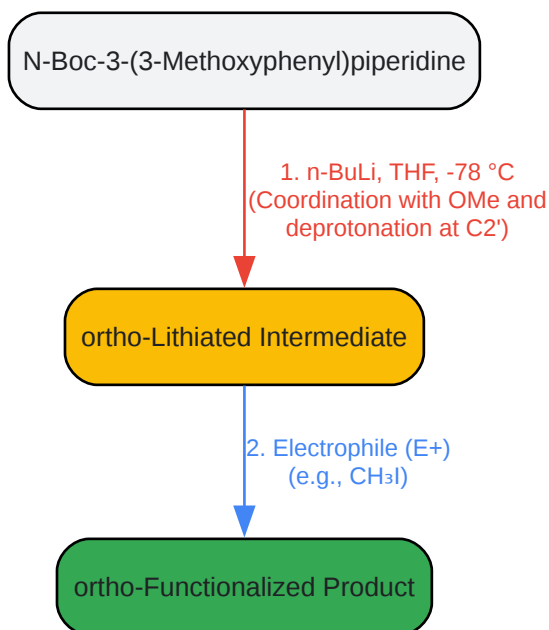 N-Boc-3-(3-Methoxyphenyl)piperidine
1. n-BuLi, THF, -78 °C
(Coordination with OMe and
deprotonation at C2')
ortho-Lithiated Intermediate
2. Electrophile (E+)
(e.g., CH₃I)
ortho-Functionalized Product